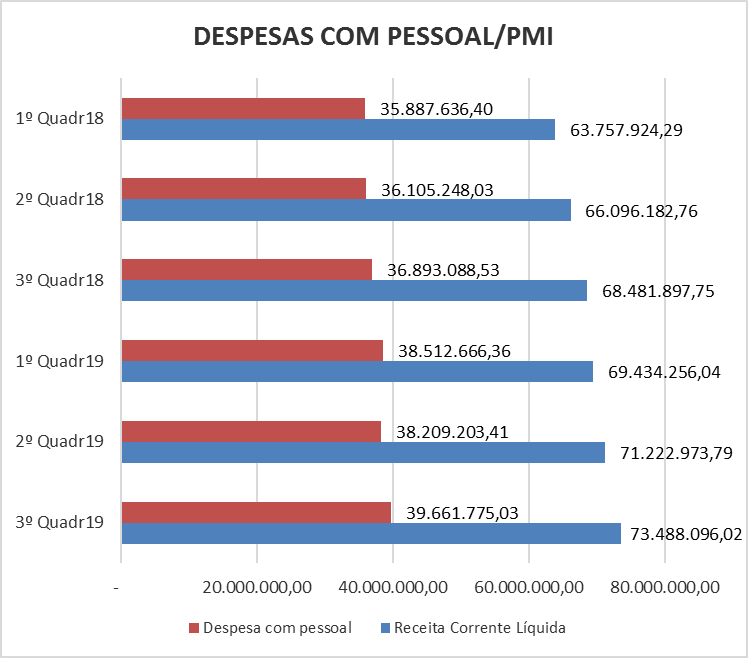 DESPESAS COM PESSOAL/PMI
1º Quadr18
35.887.636,40
63.757.924,29
2º Quadr18
36.105.248,03
66.096.182,76
3º Quadr18
36.893.088,53
68.481.897,75
1º Quadr19
38.512.666,36
69.434.256,04
2º Quadr19
38.209.203,41
71.222.973,79
3º Quadr19
39.661.775,03
73.488.096,02
- 20.000.000,00 40.000.000,00 60.000.000,00 80.000.000,00
Despesa com pessoal Receita Corrente Líquida